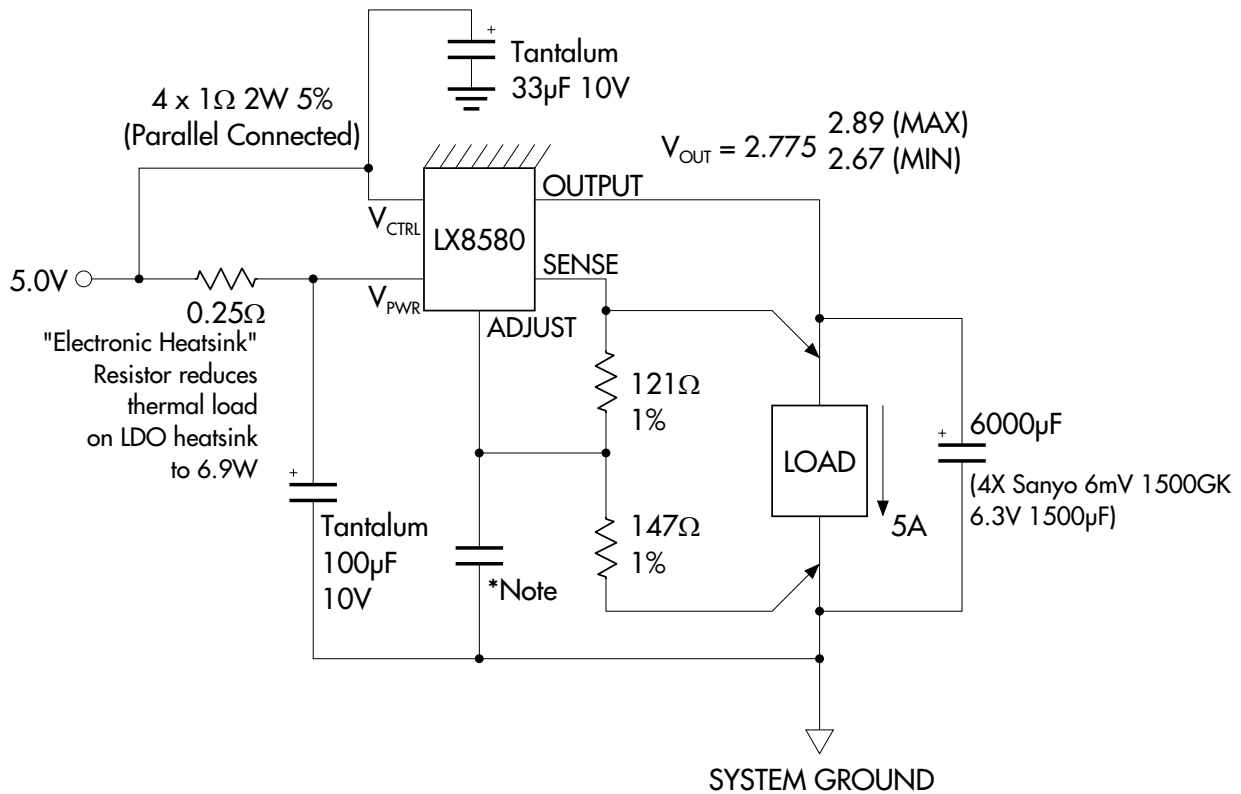 +
Tantalum
33µF 10V
4 x 1Ω 2W 5%
(Parallel Connected)
V_OUT = 2.775 2.89 (MAX)
2.67 (MIN)
OUTPUT
V_CTRL
LX8580
SENSE
5.0V
V_PWR
ADJUST
0.25Ω
"Electronic Heatsink"
Resistor reduces
thermal load
on LDO heatsink
to 6.9W
121Ω
1%
LOAD
5A
+
6000µF
(4X Sanyo 6mV 1500GK
6.3V 1500µF)
+
Tantalum
100µF
10V
*Note
147Ω
1%
SYSTEM GROUND